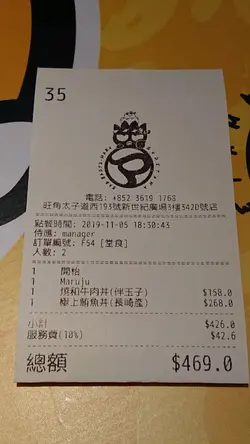 35
電話: +852 3619 1768
旺角太子道西193號新世紀廣場3樓342D號店
點餐時間: 2019-11-05 18:30:43
侍應: manager
訂單編號: F54 [堂食]
人數: 2
1 開始
1 Maruju
1 燒和牛肉丼(伴玉子) $158.0
1 極上鮪魚丼(長崎產) $268.0
小計 $426.0
服務費(10%) $42.6
總額 $469.0